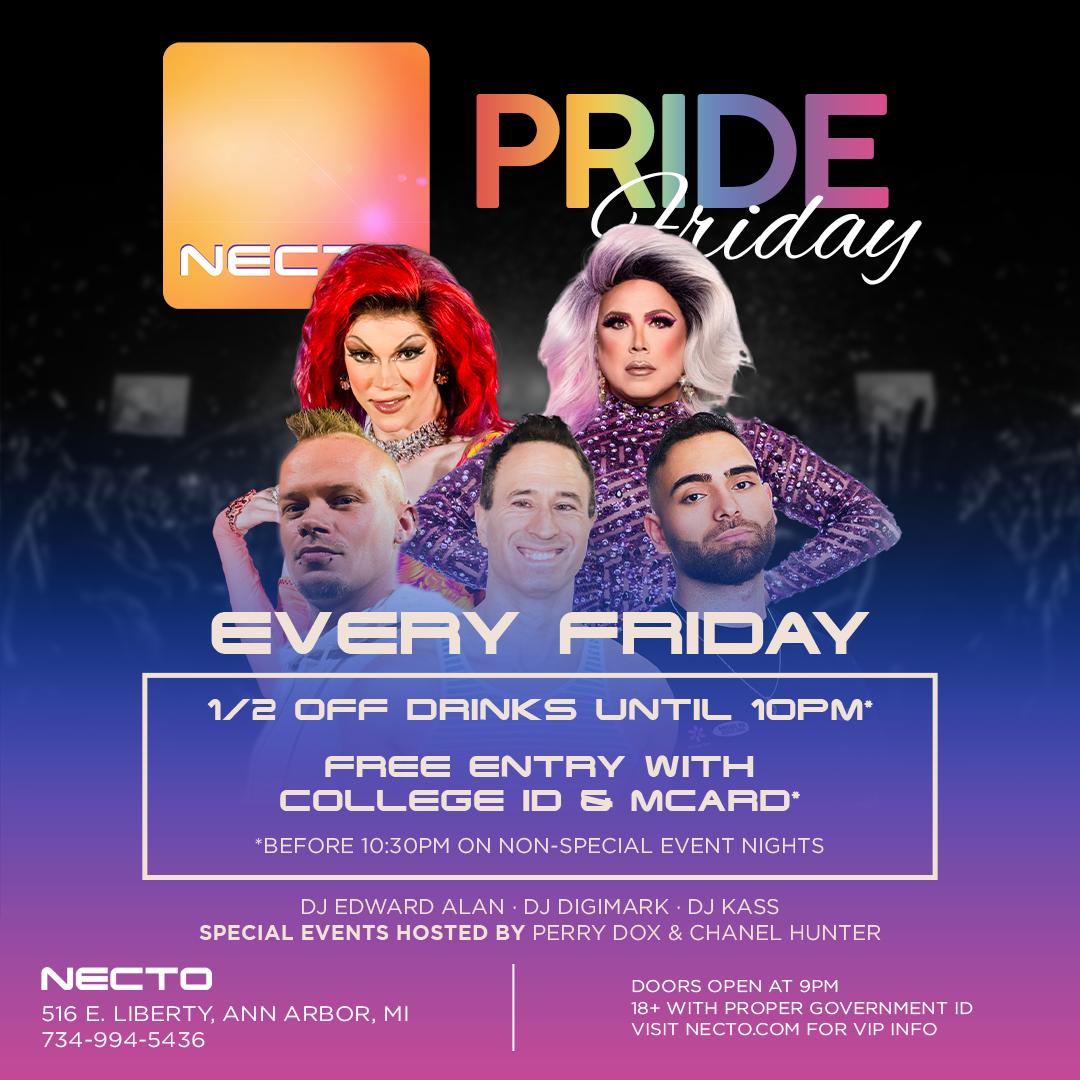 NECT
PRIDE
Friday
EVERY FRIDAY
1/2 OFF DRINKS UNTIL 10PM*
FREE ENTRY WITH
COLLEGE ID & MCARD*
*BEFORE 10:30PM ON NON-SPECIAL EVENT NIGHTS
DJ EDWARD ALAN · DJ DIGIMARK · DJ KASS
SPECIAL EVENTS HOSTED BY PERRY DOX & CHANEL HUNTER
NECTO
516 E. LIBERTY, ANN ARBOR, MI
734-994-5436
DOORS OPEN AT 9PM
18+ WITH PROPER GOVERNMENT ID
VISIT NECTO.COM FOR VIP INFO